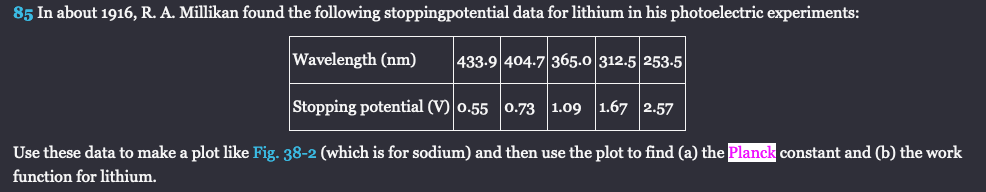 85 In about 1916, R. A. Millikan found the following stoppingpotential data for lithium in his photoelectric experiments:
Wavelength (nm) 433.9 404.7 365.0 312.5 253.5
Stopping potential (V) 0.55 0.73 1.09 1.67 2.57
Use these data to make a plot like Fig. 38-2 (which is for sodium) and then use the plot to find (a) the Planck constant and (b) the work
function for lithium.